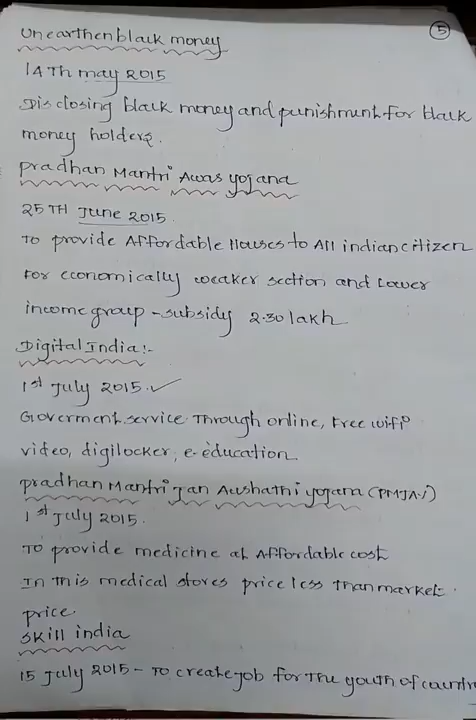 5
Unearthen black money
14Th may 2015
Disclosing black money and punishment for black
money holders.
pradhan Mantri Awas yojana
25TH June 2015.
To provide Affordable Houses to All indian citizen
For economically weaker section and Lower
income group - subsidy 2.30 lakh
Digital India :-
1st July 2015. ✓
Goverment service Through online, Free wifi
video, digilocker, e-education
pradhan Mantri Jan Aushathi yojana (PMJAY)
1st July 2015.
To provide medicine at Affordable cost
In this medical stores price less than market
price.
Skill india
15 July 2015 - To create job for The youth of countr